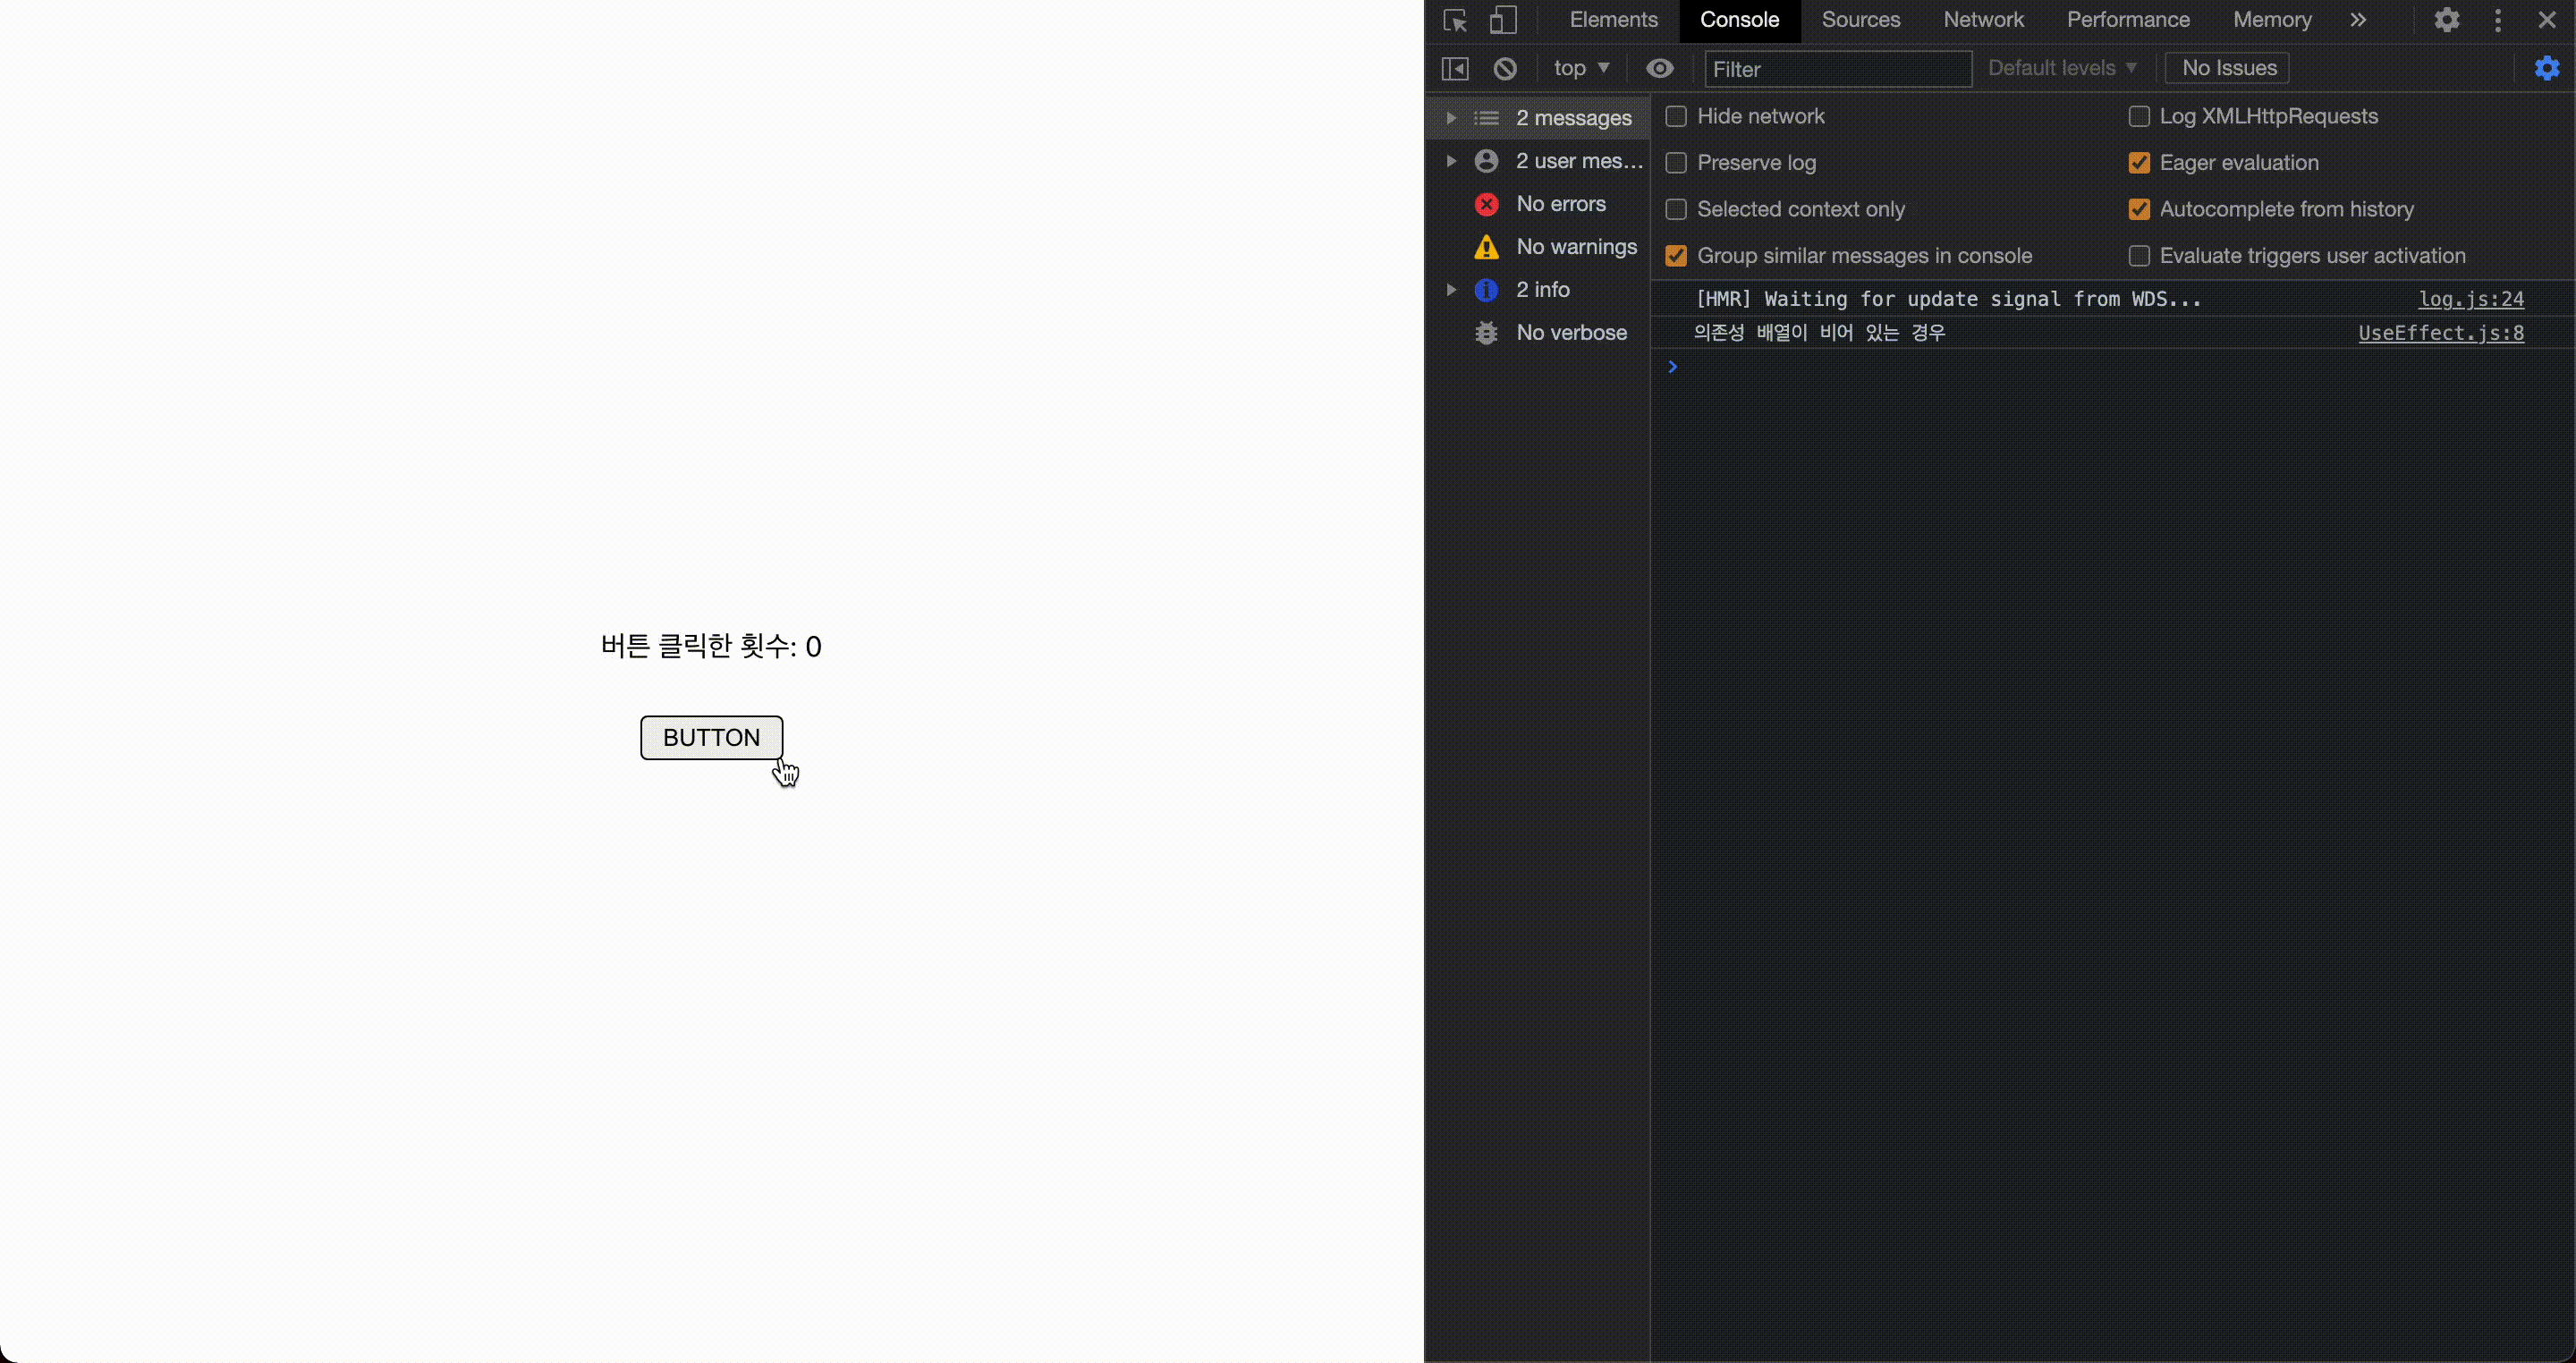 버튼 클릭한 횟수: 0
BUTTON
Elements Console Sources Network Performance Memory
top Filter Default levels No Issues
2 messages
2 user mes...
No errors
No warnings
2 info
No verbose
Hide network Log XMLHttpRequests
Preserve log Eager evaluation
Selected context only Autocomplete from history
Group similar messages in console Evaluate triggers user activation
[HMR] Waiting for update signal from WDS... log.js:24
의존성 배열이 비어 있는 경우 UseEffect.js:8